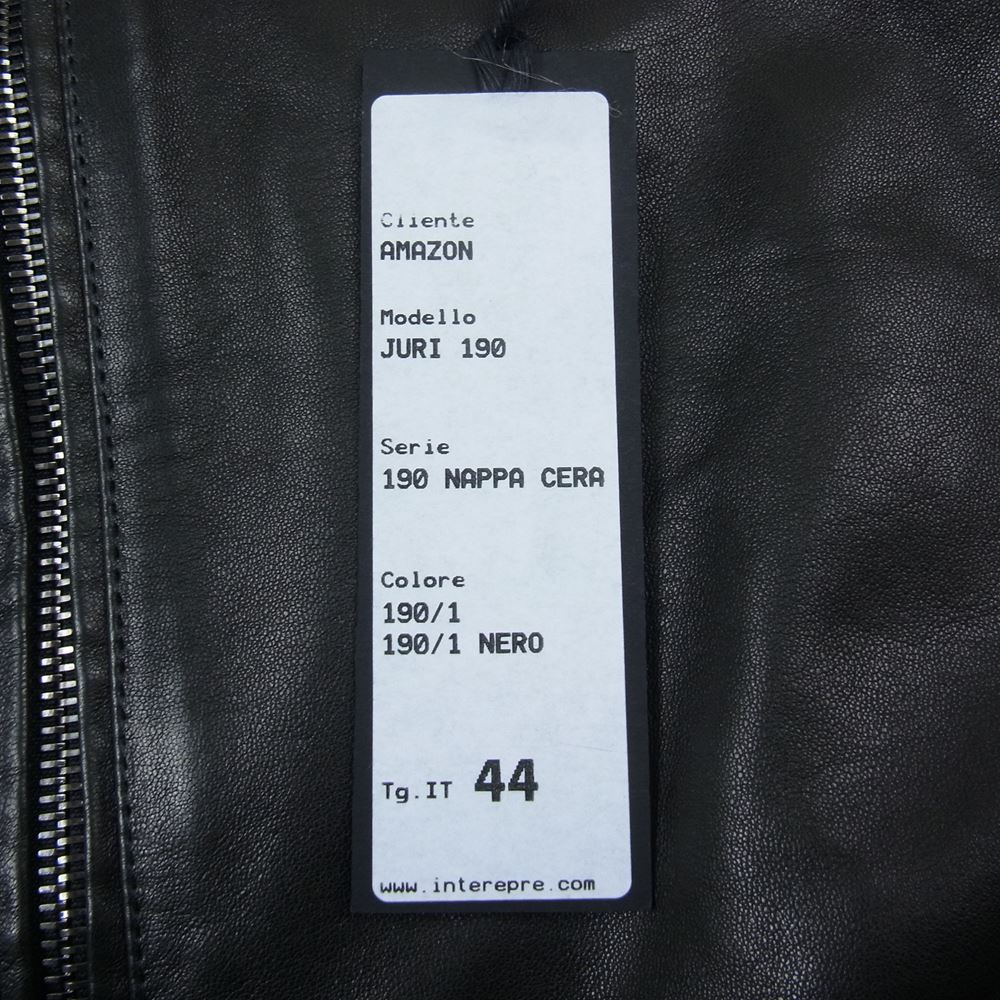 Cliente
AMAZON
Modello
JURI 190
Serie
190 NAPPA CERA
Colore
190/1
190/1 NERO
Tg.IT 44
www.interepre.com